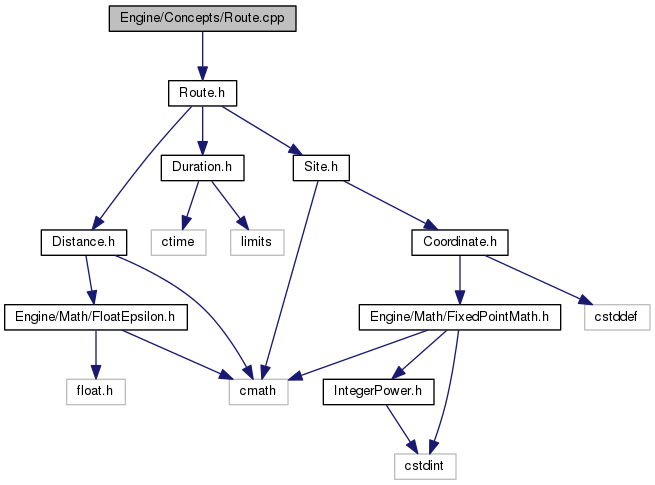 Engine/Concepts/Route.cpp
Route.h
Duration.h
Site.h
Distance.h
ctime
limits
Coordinate.h
Engine/Math/FloatEpsilon.h
Engine/Math/FixedPointMath.h
cstddef
float.h
cmath
IntegerPower.h
cstdint